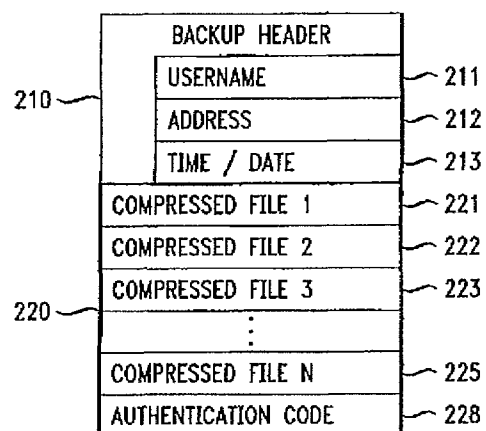 BACKUP HEADER
210
USERNAME 211
ADDRESS 212
TIME / DATE 213
COMPRESSED FILE 1 221
COMPRESSED FILE 2 222
COMPRESSED FILE 3 223
220
COMPRESSED FILE N 225
AUTHENTICATION CODE 228